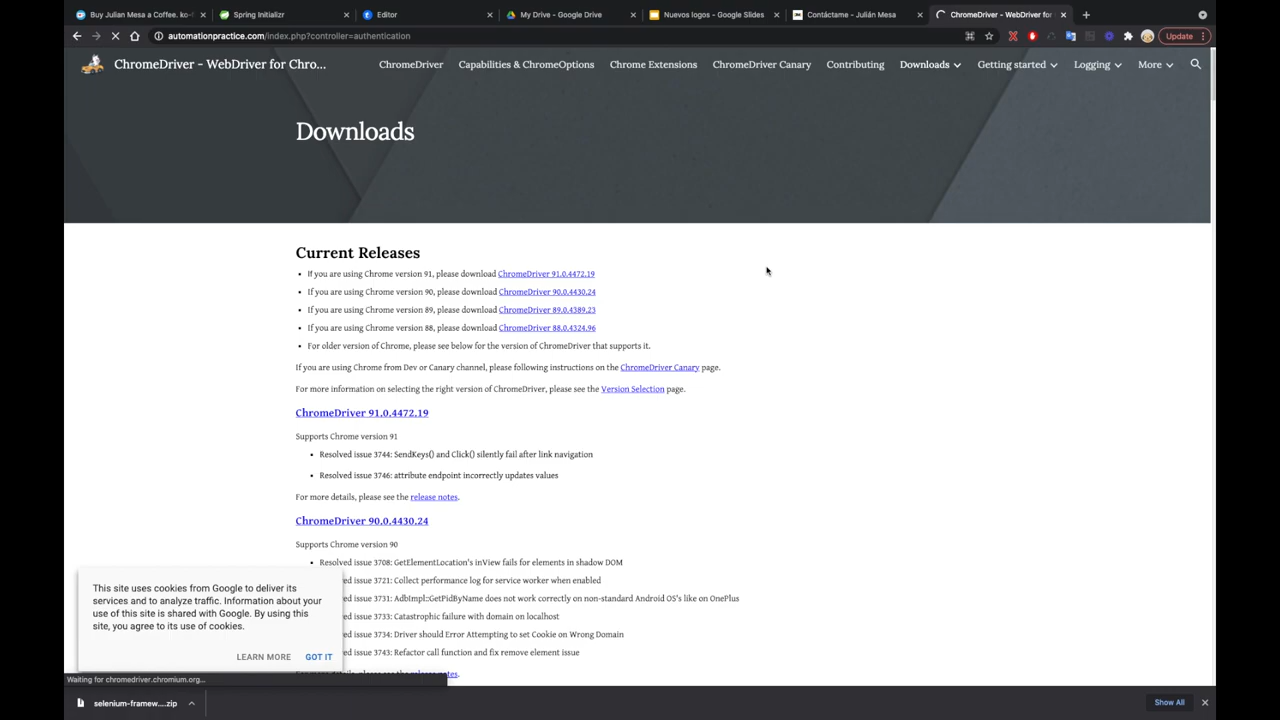 Buy Julian Mesa a Coffee. ko-f
Spring Initializr
Editor
My Drive - Google Drive
Nuevos logos - Google Slides
Contáctame - Julián Mesa
ChromeDriver - WebDriver for
automationpractice.com/index.php?controller=authentication
Update
ChromeDriver - WebDriver for Chro...
ChromeDriver
Capabilities & ChromeOptions
Chrome Extensions
ChromeDriver Canary
Contributing
Downloads
Getting started
Logging
More
Downloads
Current Releases
• If you are using Chrome version 91, please download ChromeDriver 91.0.4472.19
• If you are using Chrome version 90, please download ChromeDriver 90.0.4430.24
• If you are using Chrome version 89, please download ChromeDriver 89.0.4389.23
• If you are using Chrome version 88, please download ChromeDriver 88.0.4324.96
• For older version of Chrome, please see below for the version of ChromeDriver that supports it.
If you are using Chrome from Dev or Canary channel, please following instructions on the ChromeDriver Canary page.
For more information on selecting the right version of ChromeDriver, please see the Version Selection page.
ChromeDriver 91.0.4472.19
Supports Chrome version 91
• Resolved issue 3744: SendKeys() and Click() silently fail after link navigation
• Resolved issue 3746: attribute endpoint incorrectly updates values
For more details, please see the release notes.
ChromeDriver 90.0.4430.24
Supports Chrome version 90
• Resolved issue 3708: GetElementLocation's inView fails for elements in shadow DOM
issue 3721: Collect performance log for service worker when enabled
issue 3731: AdbImpl::GetPidByName does not work correctly on non-standard Android OS's like on OnePlus
issue 3733: Catastrophic failure with domain on localhost
issue 3734: Driver should Error Attempting to set Cookie on Wrong Domain
issue 3743: Refactor call function and fix remove element issue
This site uses cookies from Google to deliver its
services and to analyze traffic. Information about your
use of this site is shared with Google. By using this
site, you agree to its use of cookies.
LEARN MORE
GOT IT
Waiting for chromedriver.chromium.org...
selenium-framew....zip
Show All